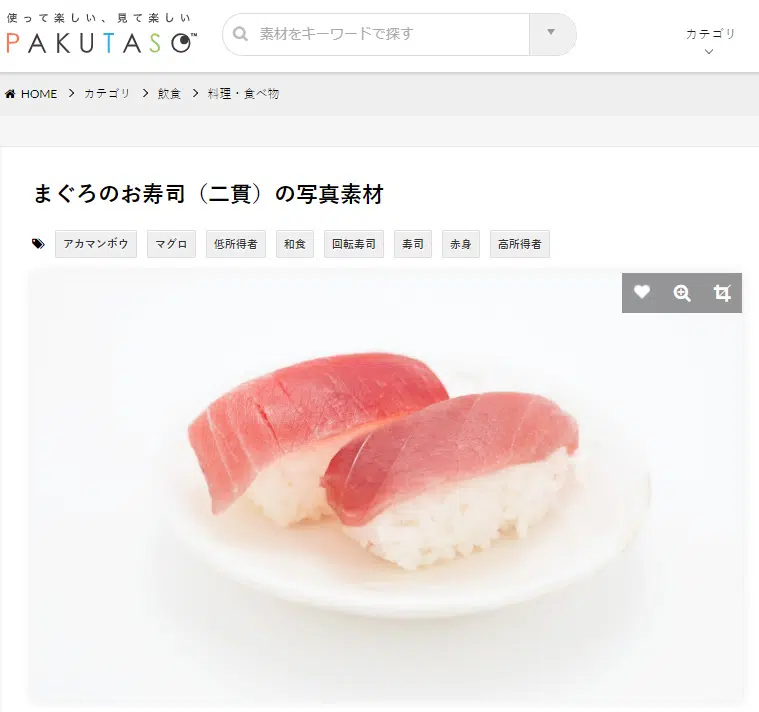 使って楽しい、見て楽しい
PAKUTASO™
素材をキーワードで探す
カテゴリ
HOME > カテゴリ > 飲食 > 料理・食べ物
まぐろのお寿司（二貫）の写真素材
アカマンボウ マグロ 低所得者 和食 回転寿司 寿司 赤身 高所得者